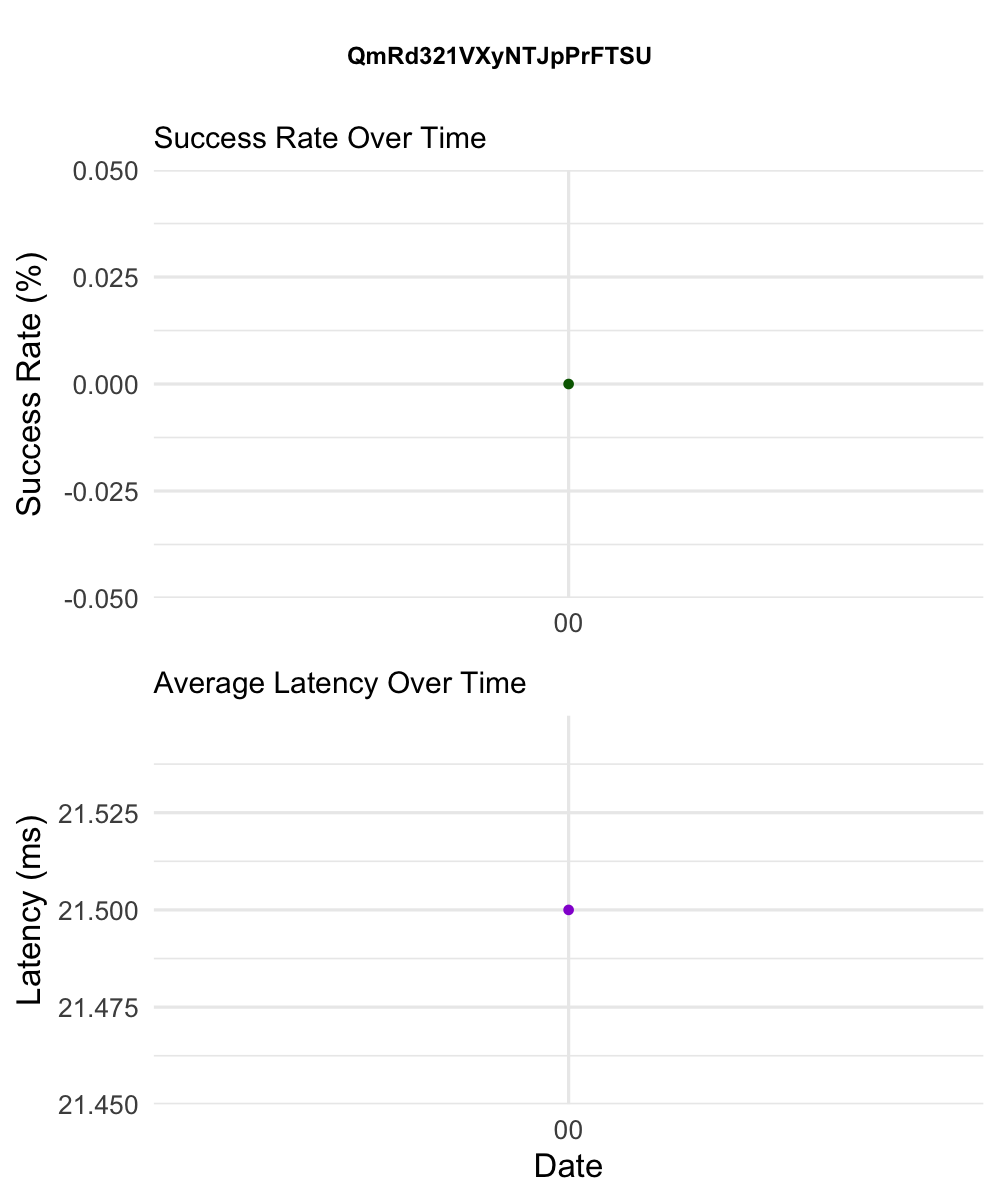 QmRd321VXyNTJpPrFTSU
Success Rate Over Time
Success Rate (%)
0.050
0.025
0.000
-0.025
-0.050
00
Average Latency Over Time
Latency (ms)
21.525
21.500
21.475
21.450
00
Date